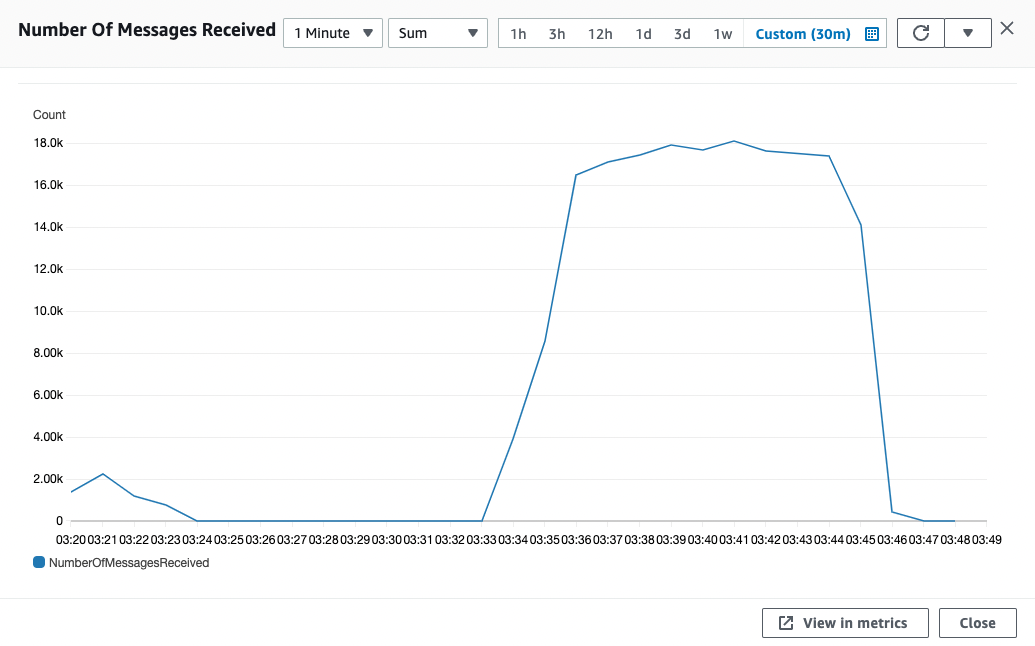 Number Of Messages Received 1 Minute Sum 1h 3h 12h 1d 3d 1w Custom (30m)
Count
18.0k
16.0k
14.0k
12.0k
10.0k
8.00k
6.00k
4.00k
2.00k
0
03:20 03:21 03:22 03:23 03:24 03:25 03:26 03:27 03:28 03:29 03:30 03:31 03:32 03:33 03:34 03:35 03:36 03:37 03:38 03:39 03:40 03:41 03:42 03:43 03:44 03:45 03:46 03:47 03:48 03:49
NumberOfMessagesReceived
View in metrics Close